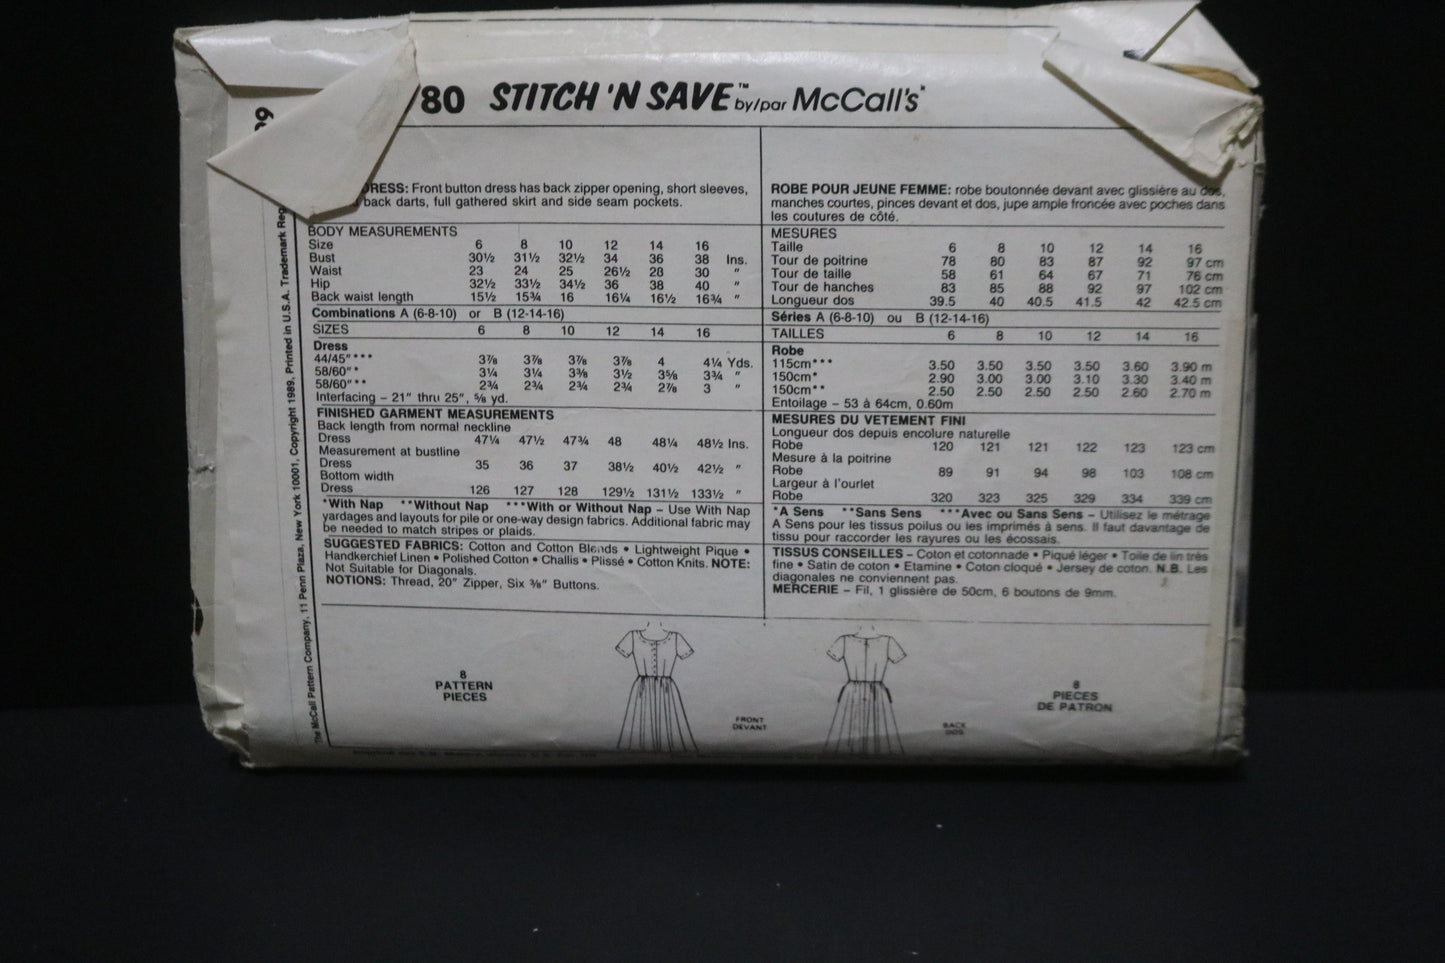 80 STITCH 'N SAVE™ by/par McCall's*
99
The McCall Pattern Company, 11 Penn Plaza, New York 10001, Copyright 1989, Printed in U.S.A. Trademark Reg
DRESS: Front button dress has back zipper opening, short sleeves,
back darts, full gathered skirt and side seam pockets.
BODY MEASUREMENTS
Size 6 8 10 12 14 16
Bust 30½ 31½ 32½ 34 36 38 Ins.
Waist 23 24 25 26½ 28 30 "
Hip 32½ 33½ 34½ 36 38 40 "
Back waist length 15½ 15¾ 16 16¼ 16½ 16¾ "
Combinations A (6-8-10) or B (12-14-16)
SIZES 6 8 10 12 14 16
Dress
44/45"*** 3⅞ 3⅞ 3⅞ 3⅞ 4 4¼ Yds.
58/60"* 3¼ 3¼ 3⅜ 3½ 3⅝ 3¾ "
58/60"** 2¾ 2¾ 2¾ 2¾ 2⅞ 3 "
Interfacing – 21" thru 25", ⅝ yd.
FINISHED GARMENT MEASUREMENTS
Back length from normal neckline
Dress 47¼ 47½ 47¾ 48 48¼ 48½ Ins.
Measurement at bustline
Dress 35 36 37 38½ 40½ 42½ "
Bottom width
Dress 126 127 128 129½ 131½ 133½ "
*With Nap **Without Nap ***With or Without Nap – Use With Nap
yardages and layouts for pile or one-way design fabrics. Additional fabric may
be needed to match stripes or plaids.
SUGGESTED FABRICS: Cotton and Cotton Blends • Lightweight Pique •
Handkerchief Linen • Polished Cotton • Challis • Plissé • Cotton Knits. NOTE:
Not Suitable for Diagonals.
NOTIONS: Thread, 20" Zipper, Six ⅜" Buttons.
ROBE POUR JEUNE FEMME: robe boutonnée devant avec glissière au dos,
manches courtes, pinces devant et dos, jupe ample froncée avec poches dans
les coutures de côté.
MESURES
Taille 6 8 10 12 14 16
Tour de poitrine 78 80 83 87 92 97 cm
Tour de taille 58 61 64 67 71 76 cm
Tour de hanches 83 85 88 92 97 102 cm
Longueur dos 39.5 40 40.5 41.5 42 42.5 cm
Séries A (6-8-10) ou B (12-14-16)
TAILLES 6 8 10 12 14 16
Robe
115cm*** 3.50 3.50 3.50 3.50 3.60 3.90 m
150cm* 2.90 3.00 3.00 3.10 3.30 3.40 m
150cm** 2.50 2.50 2.50 2.50 2.60 2.70 m
Entoilage – 53 à 64cm, 0.60m
MESURES DU VETEMENT FINI
Longueur dos depuis encolure naturelle
Robe 120 121 121 122 123 123 cm
Mesure à la poitrine
Robe 89 91 94 98 103 108 cm
Largeur à l'ourlet
Robe 320 323 325 329 334 339 cm
*A Sens **Sans Sens ***Avec ou Sans Sens – Utilisez le métrage
A Sens pour les tissus poilus ou les imprimés à sens. Il faut davantage de
tissu pour raccorder les rayures ou les écossais.
TISSUS CONSEILLES – Coton et cotonnade • Piqué léger • Toile de lin très
fine • Satin de coton • Etamine • Coton cloqué • Jersey de coton. N.B. Les
diagonales ne conviennent pas.
MERCERIE – Fil, 1 glissière de 50cm, 6 boutons de 9mm.
8
PATTERN
PIECES
FRONT
DEVANT
BACK
DOS
8
PIECES
DE PATRON